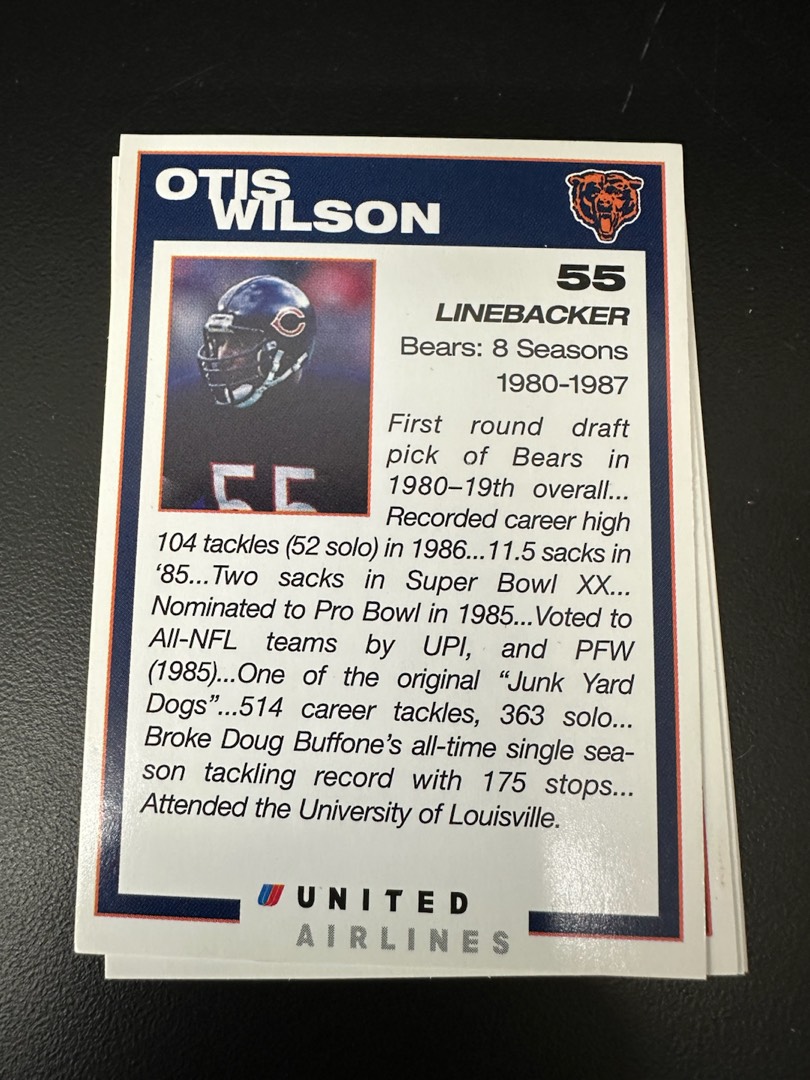 OTIS
WILSON
55
LINEBACKER
Bears: 8 Seasons
1980-1987
First round draft
pick of Bears in
1980–19th overall...
Recorded career high
104 tackles (52 solo) in 1986...11.5 sacks in
‘85...Two sacks in Super Bowl XX...
Nominated to Pro Bowl in 1985...Voted to
All-NFL teams by UPI, and PFW
(1985)...One of the original “Junk Yard
Dogs”...514 career tackles, 363 solo...
Broke Doug Buffone’s all-time single sea-
son tackling record with 175 stops...
Attended the University of Louisville.
UNITED
AIRLINES
C
55